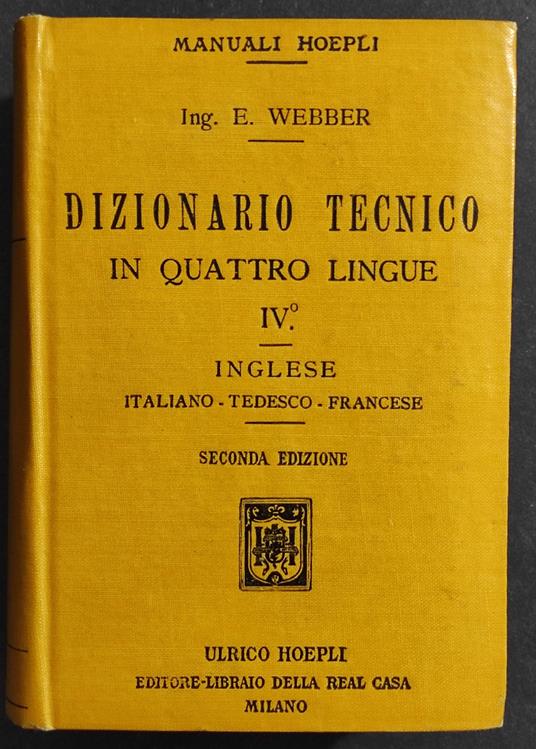 MANUALI HOEPLI
Ing. E. WEBBER
DIZIONARIO TECNICO
IN QUATTRO LINGUE
IV.º
INGLESE
ITALIANO - TEDESCO - FRANCESE
SECONDA EDIZIONE
ULRICO HOEPLI
EDITORE-LIBRAIO DELLA REAL CASA
MILANO